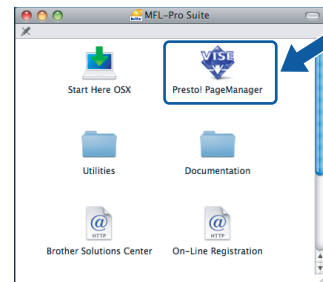 MFL-Pro Suite
VISE
Start Here OSX
Presto! PageManager
Utilities
Documentation
@
HTTP
@
HTTP
Brother Solutions Center
On-Line Registration